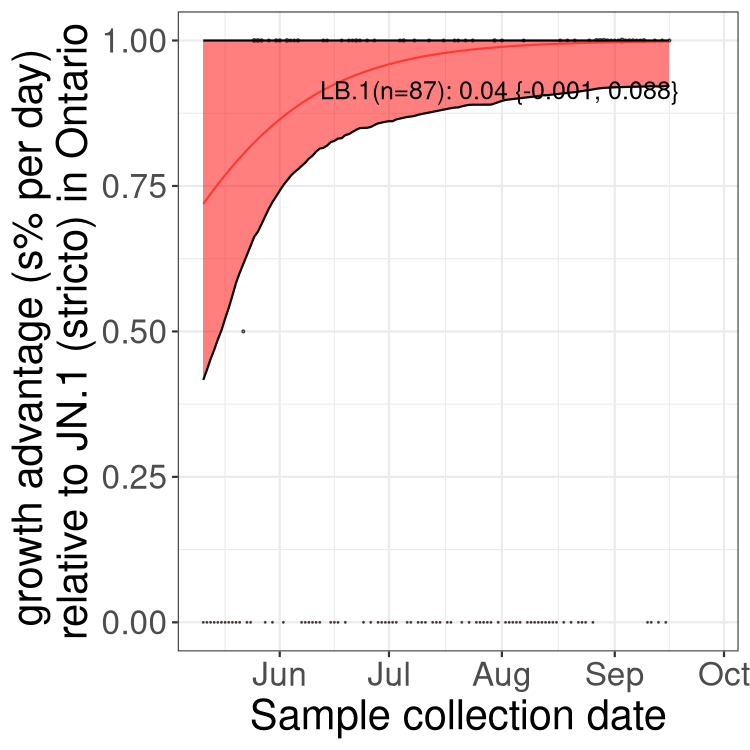 growth advantage (s% per day)
relative to JN.1 (stricto) in Ontario
1.00
0.75
0.50
0.25
0.00
LB.1(n=87): 0.04 {-0.001, 0.088}
Jun Jul Aug Sep Oct
Sample collection date